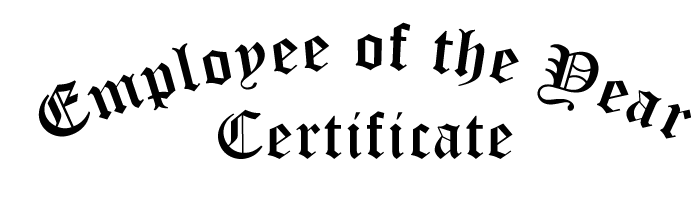 Employee of the Year
Certificate